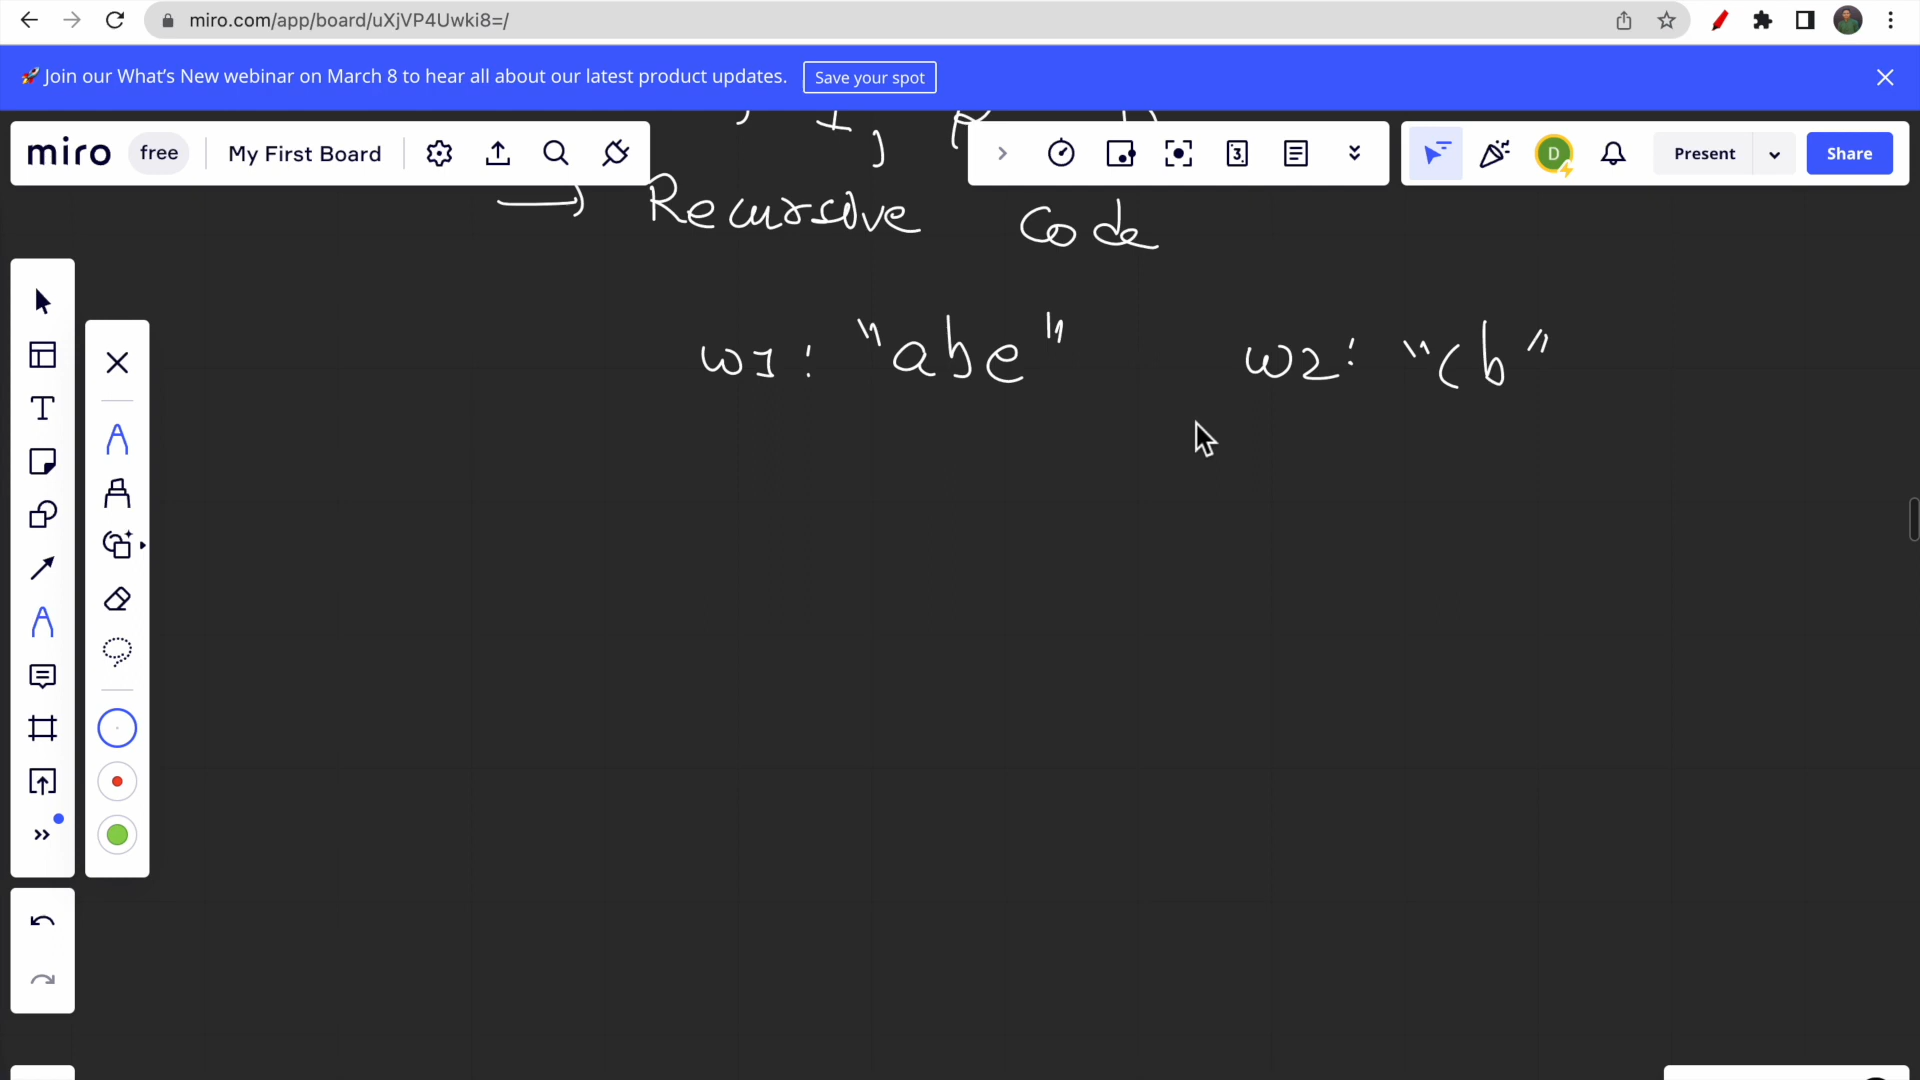 miro.com/app/board/uXjVP4Uwki8=/
🚀 Join our What's New webinar on March 8 to hear all about our latest product updates. Save your spot
miro free My First Board 3 D Present Share
→ Recursive Code
w1: "abe" w2: "cb"
T